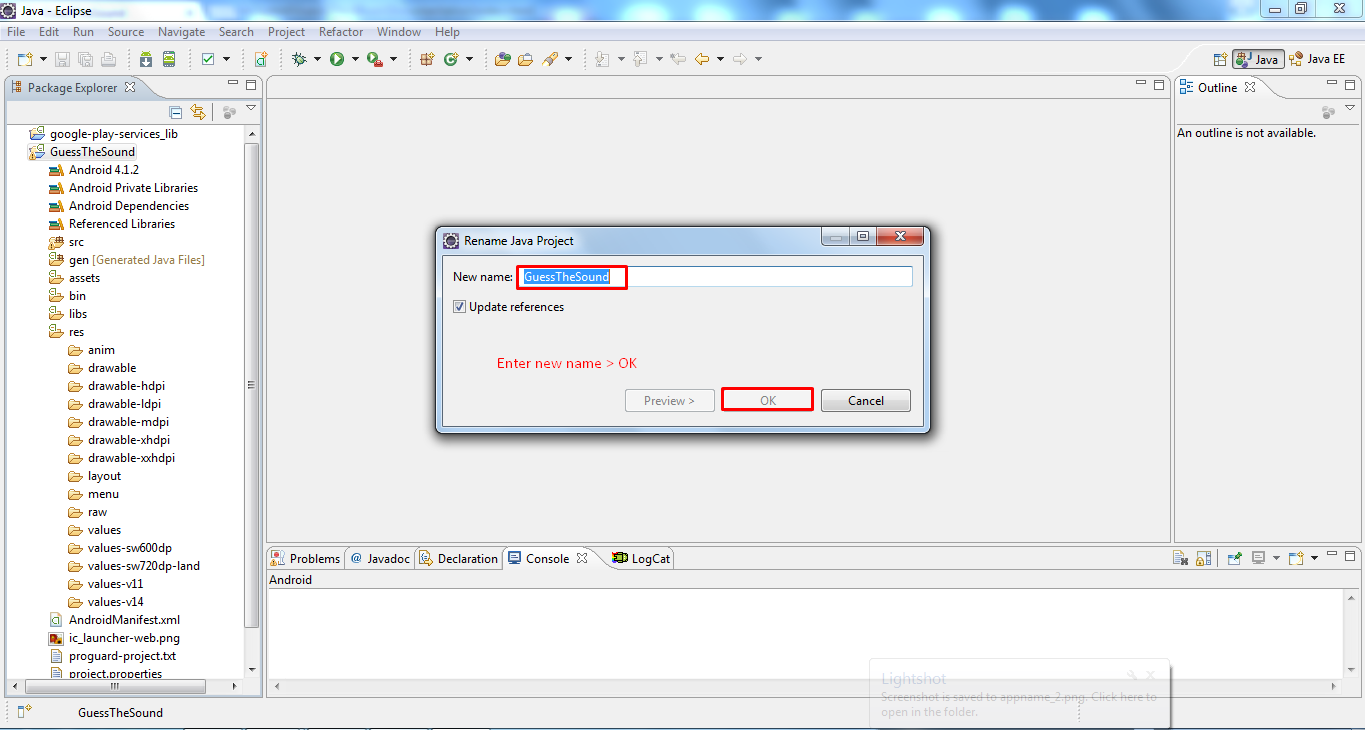 Java - Eclipse
File Edit Run Source Navigate Search Project Refactor Window Help
Java Java EE
Package Explorer
google-play-services_lib
GuessTheSound
Android 4.1.2
Android Private Libraries
Android Dependencies
Referenced Libraries
src
gen [Generated Java Files]
assets
bin
libs
res
anim
drawable
drawable-hdpi
drawable-ldpi
drawable-mdpi
drawable-xhdpi
drawable-xxhdpi
layout
menu
raw
values
values-sw600dp
values-sw720dp-land
values-v11
values-v14
AndroidManifest.xml
ic_launcher-web.png
proguard-project.txt
project.properties
Outline
An outline is not available.
Rename Java Project
New name: GuessTheSound
Update references
Enter new name > OK
Preview > OK Cancel
Problems @ Javadoc Declaration Console LogCat
Android
Lightshot
Screenshot is saved to appname_2.png. Click here to
open in the folder.
GuessTheSound